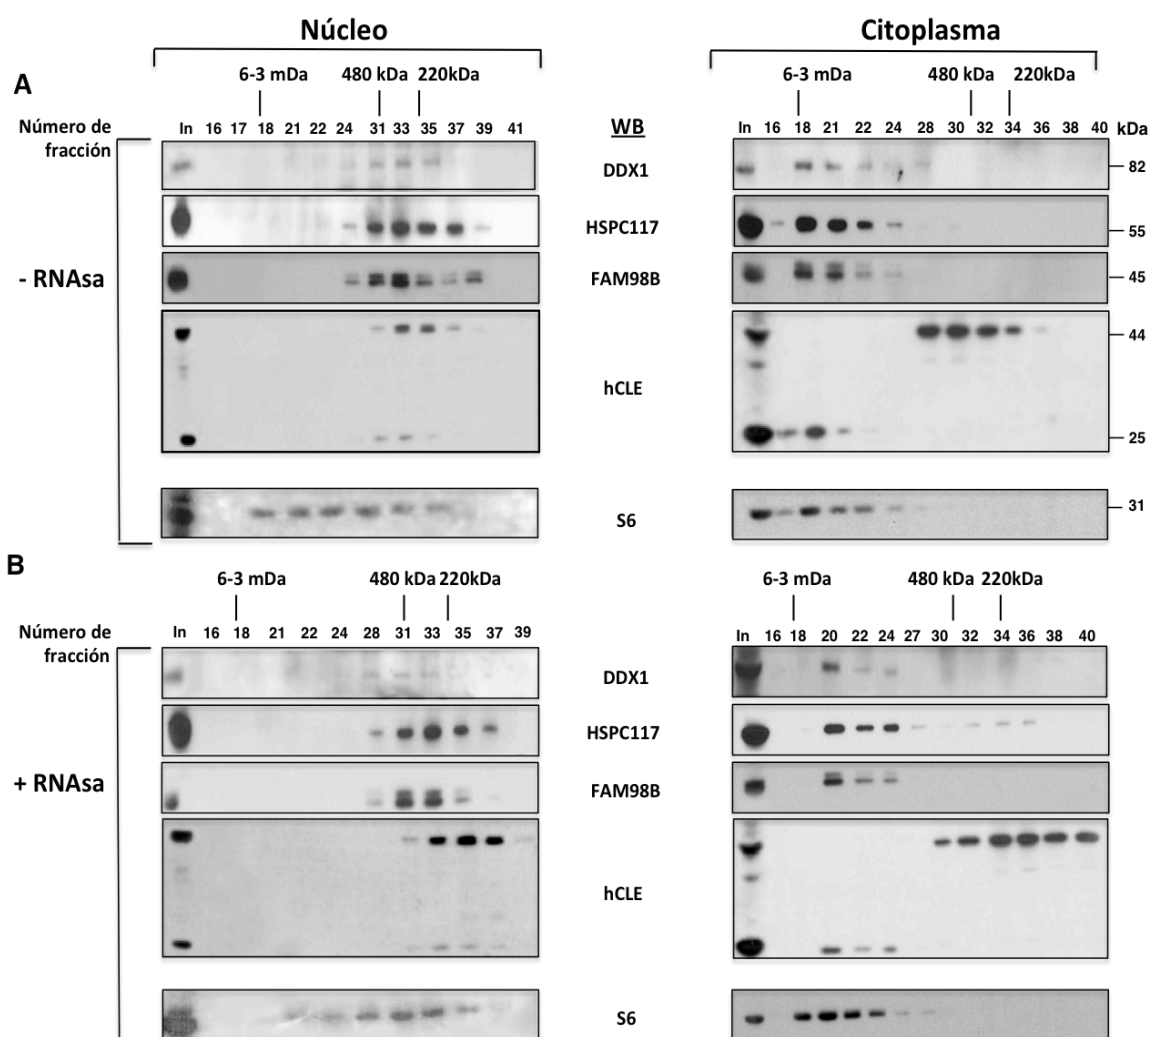 Núcleo Citoplasma
A 6-3 mDa 480 kDa 220kDa 6-3 mDa 480 kDa 220kDa
Número de fracción In 16 17 18 21 22 24 31 33 35 37 39 41 WB In 16 18 21 22 24 28 30 32 34 36 38 40 kDa
DDX1 82
HSPC117 55
- RNAsa FAM98B 45
44
hCLE
25
S6 31
B 6-3 mDa 480 kDa 220kDa 6-3 mDa 480 kDa 220kDa
Número de fracción In 16 18 21 22 24 28 31 33 35 37 39 In 16 18 20 22 24 27 30 32 34 36 38 40
DDX1
HSPC117
+ RNAsa FAM98B
hCLE
S6